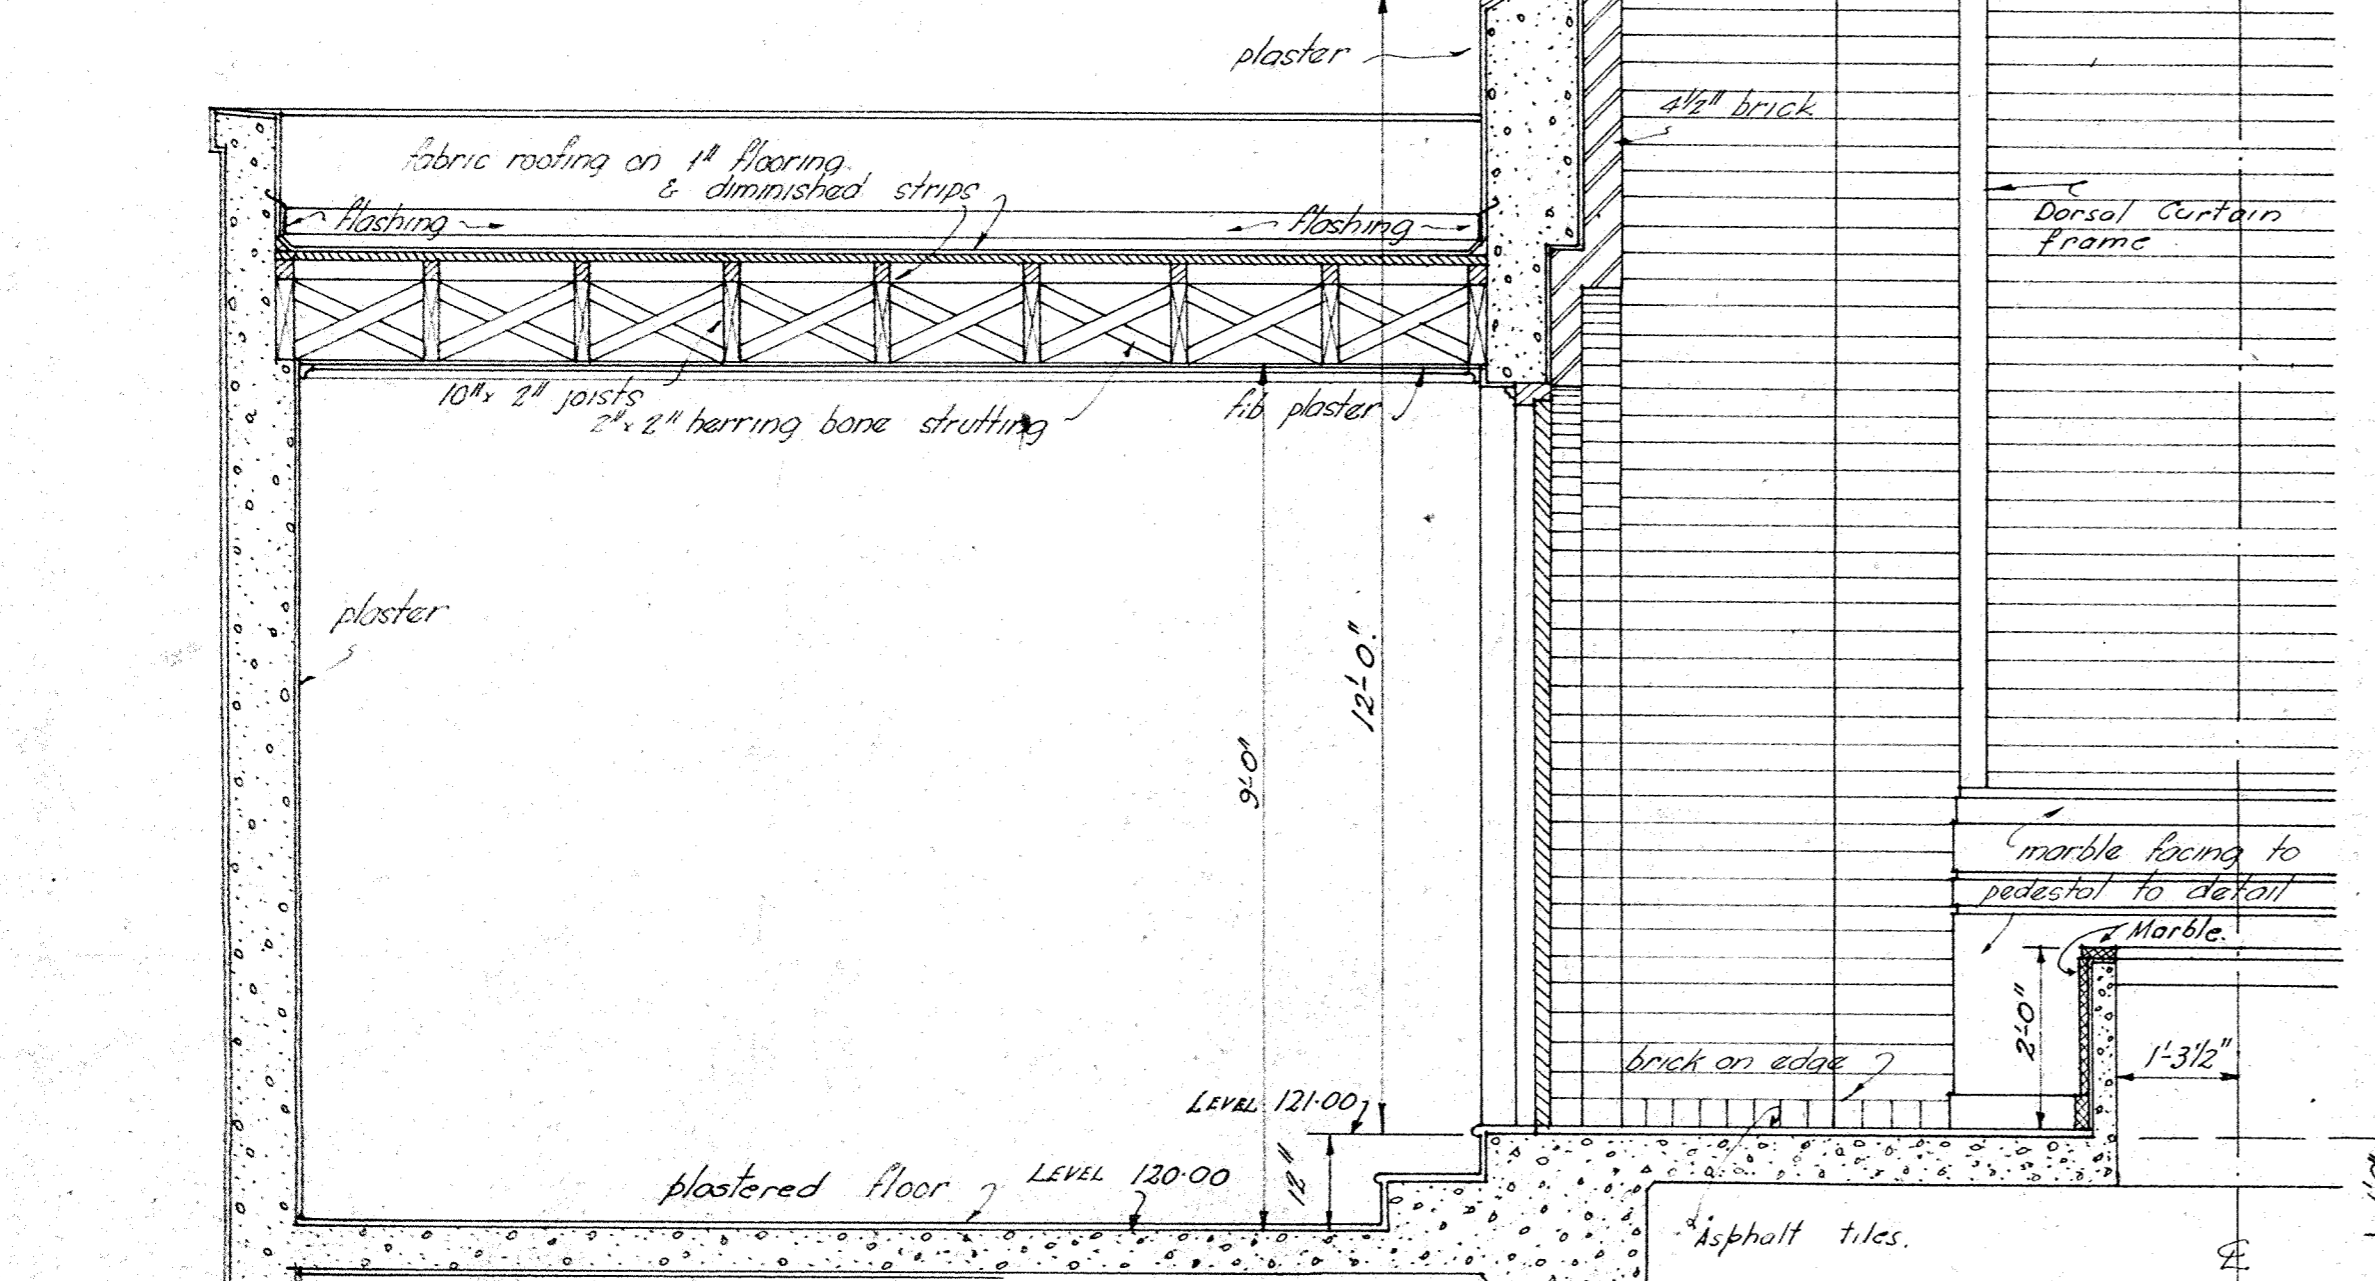 plaster
4½" brick
fabric roofing on 1" flooring
& diminished strips
flashing
flashing
Dorsal Curtain
frame
10" x 2" joists
2" x 2" herring bone strutting
fib plaster
plaster
12'-0".
9'-0"
marble facing to
pedestal to detail
Marble.
2'-0"
1'-3½"
brick on edge
LEVEL 121·00
12"
plastered floor
LEVEL 120·00
Asphalt tiles.